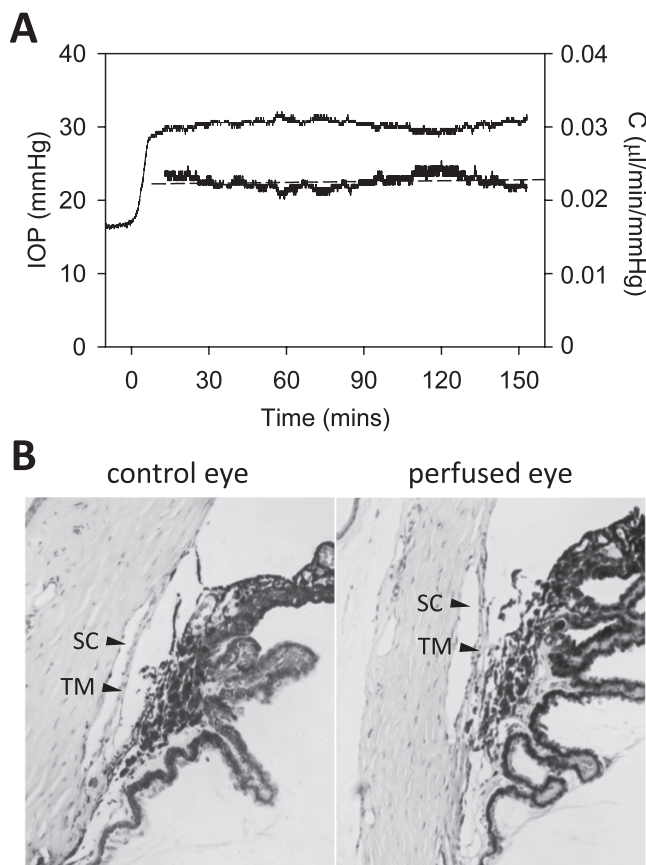 A
40
30
20
10
0
IOP (mmHg)
0.04
0.03
0.02
0.01
0
C (μl/min/mmHg)
0 30 60 90 120 150
Time (mins)
B
control eye perfused eye
SC
TM
SC
TM